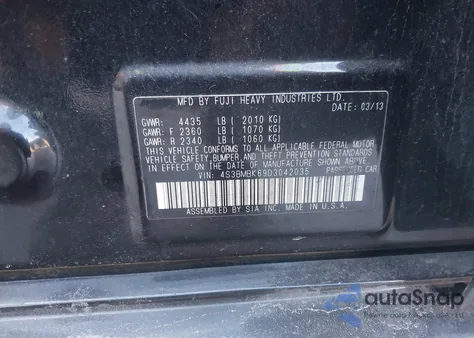 MFD BY FUJI HEAVY INDUSTRIES LTD.
DATE: 03/13
GVWR: 4435 LB ( 2010 KG)
GAWR: F 2360 LB ( 1070 KG)
GAWR: R 2340 LB ( 1060 KG)
THIS VEHICLE CONFORMS TO ALL APPLICABLE FEDERAL MOTOR
VEHICLE SAFETY, BUMPER, AND THEFT PREVENTION STANDARDS
IN EFFECT ON THE DATE OF MANUFACTURE SHOWN ABOVE.
VIN: 4S3BMBK69D3042035 PASSENGER CAR
ASSEMBLED BY SIA INC. MADE IN U.S.A.
autoSnap